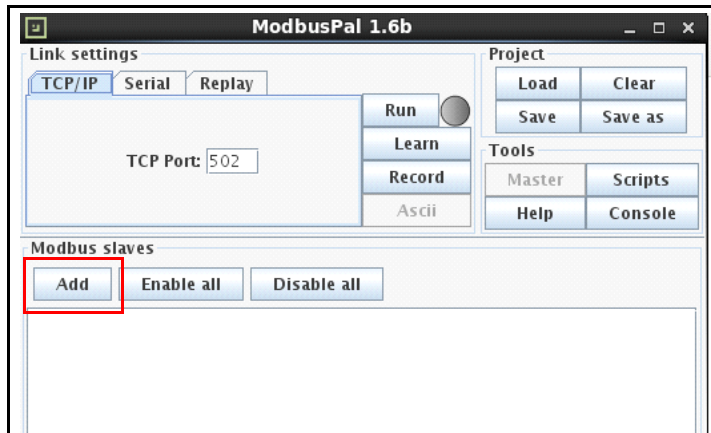 ModbusPal 1.6b
Link settings
TCP/IP Serial Replay
TCP Port: 502
Run
Learn
Record
Ascii
Project
Load Clear
Save Save as
Tools
Master Scripts
Help Console
Modbus slaves
Add Enable all Disable all